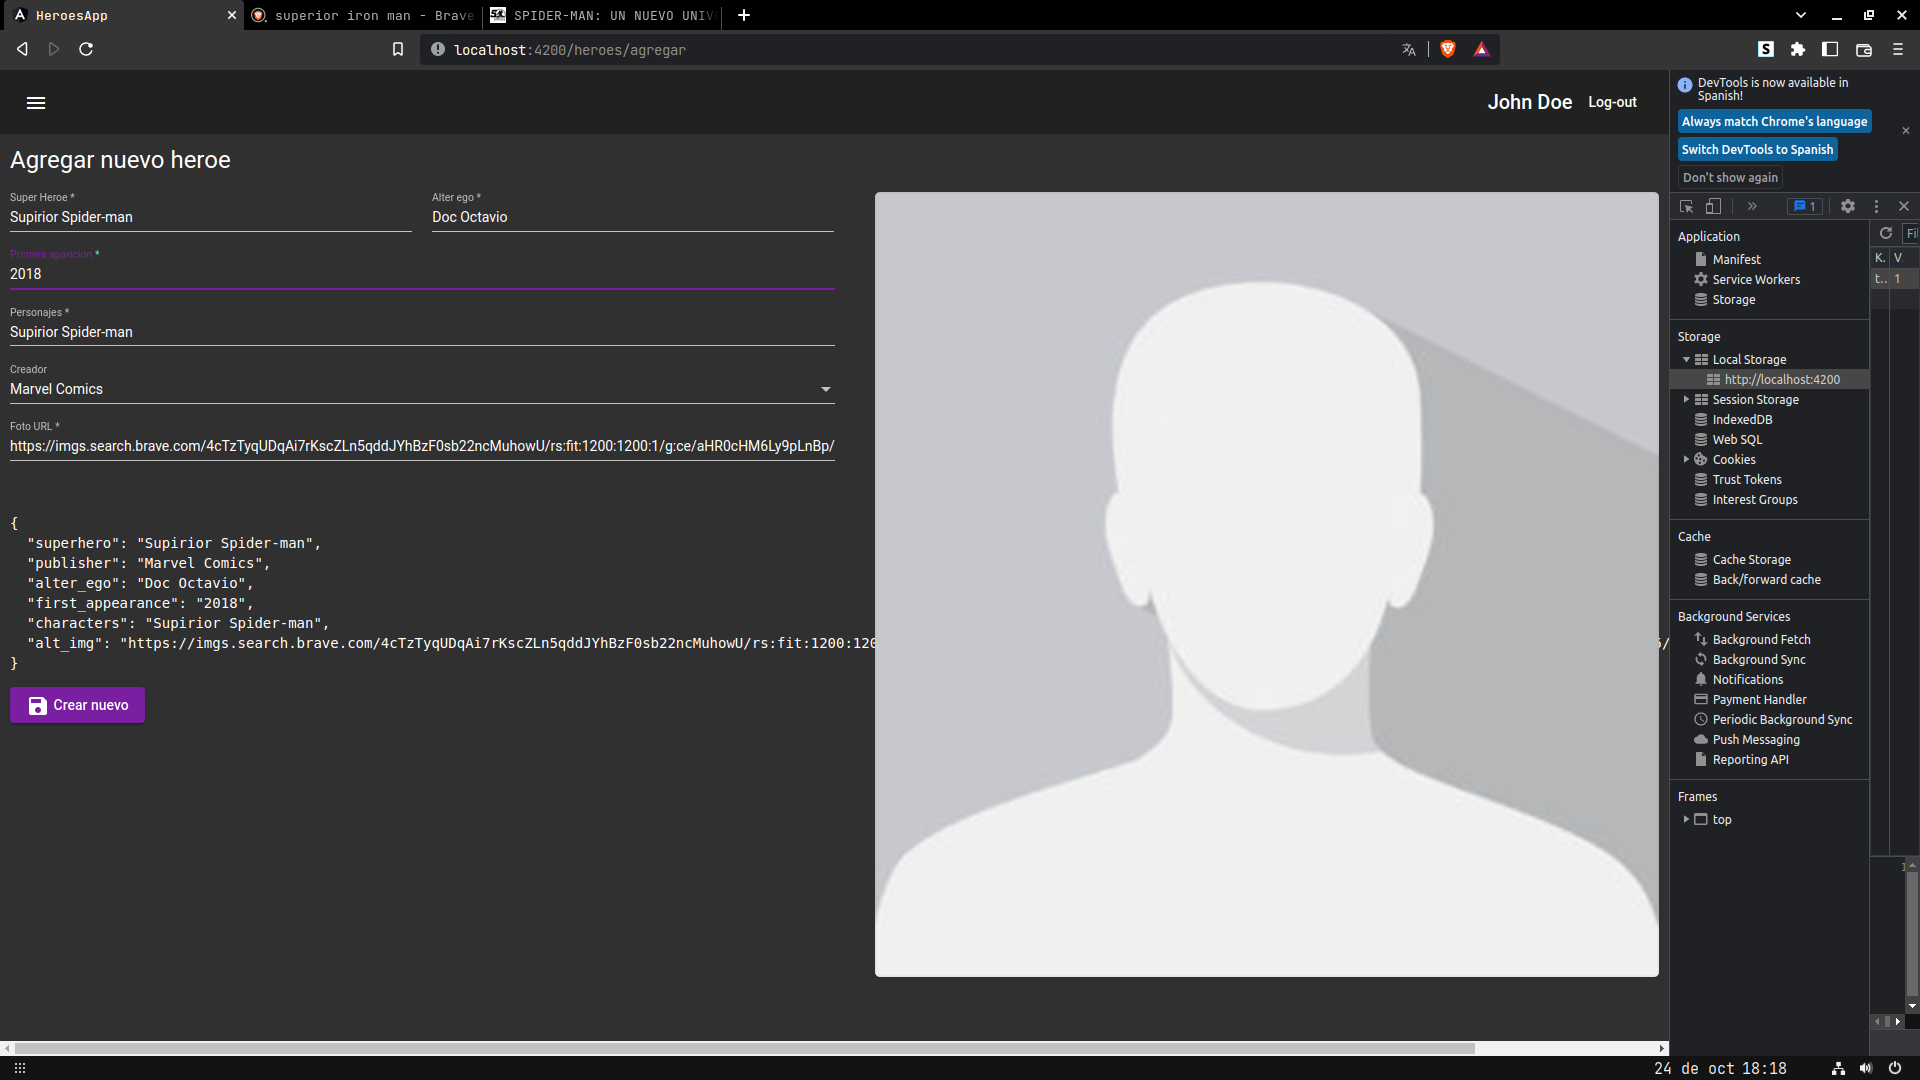 HeroesApp
superior iron man - Brave
SPIDER-MAN: UN NUEVO UNIV
localhost:4200/heroes/agregar
John Doe
Log-out
Agregar nuevo heroe
Super Heroe *
Supirior Spider-man
Alter ego *
Doc Octavio
Primera aparicion *
2018
Personajes *
Supirior Spider-man
Creador
Marvel Comics
Foto URL *
https://imgs.search.brave.com/4cTzTyqUDqAi7rKscZLn5qddJYhBzF0sb22ncMuhowU/rs:fit:1200:1200:1/g:ce/aHR0cHM6Ly9pLnBp/
{
"superhero": "Supirior Spider-man",
"publisher": "Marvel Comics",
"alter_ego": "Doc Octavio",
"first_appearance": "2018",
"characters": "Supirior Spider-man",
"alt_img": "https://imgs.search.brave.com/4cTzTyqUDqAi7rKscZLn5qddJYhBzF0sb22ncMuhowU/rs:fit:1200:120
}
Crear nuevo
DevTools is now available in
Spanish!
Always match Chrome's language
Switch DevTools to Spanish
Don't show again
1
Application
Manifest
Service Workers
Storage
Storage
Local Storage
http://localhost:4200
Session Storage
IndexedDB
Web SQL
Cookies
Trust Tokens
Interest Groups
Cache
Cache Storage
Back/forward cache
Background Services
Background Fetch
Background Sync
Notifications
Payment Handler
Periodic Background Sync
Push Messaging
Reporting API
Frames
top
Fil
K. V
t.. 1
1
24 de oct 18:18